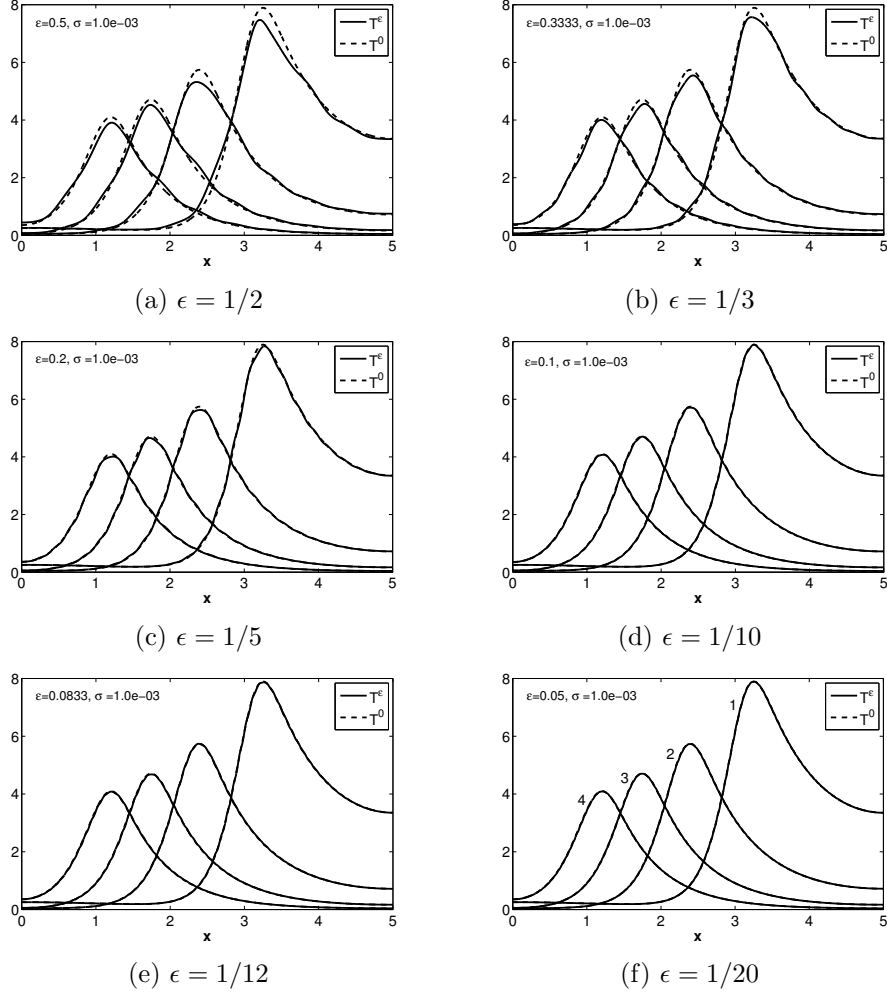 8
6
4
2
0
ε=0.5, σ =1.0e−03
T^ε
T^0
0 1 2 3 4 5
x
(a) ϵ = 1/2
8
6
4
2
0
ε=0.3333, σ =1.0e−03
T^ε
T^0
0 1 2 3 4 5
x
(b) ϵ = 1/3
8
6
4
2
0
ε=0.2, σ =1.0e−03
T^ε
T^0
0 1 2 3 4 5
x
(c) ϵ = 1/5
8
6
4
2
0
ε=0.1, σ =1.0e−03
T^ε
T^0
0 1 2 3 4 5
x
(d) ϵ = 1/10
8
6
4
2
0
ε=0.0833, σ =1.0e−03
T^ε
T^0
0 1 2 3 4 5
x
(e) ϵ = 1/12
8
6
4
2
0
ε=0.05, σ =1.0e−03
T^ε
T^0
1
2
3
4
0 1 2 3 4 5
x
(f) ϵ = 1/20